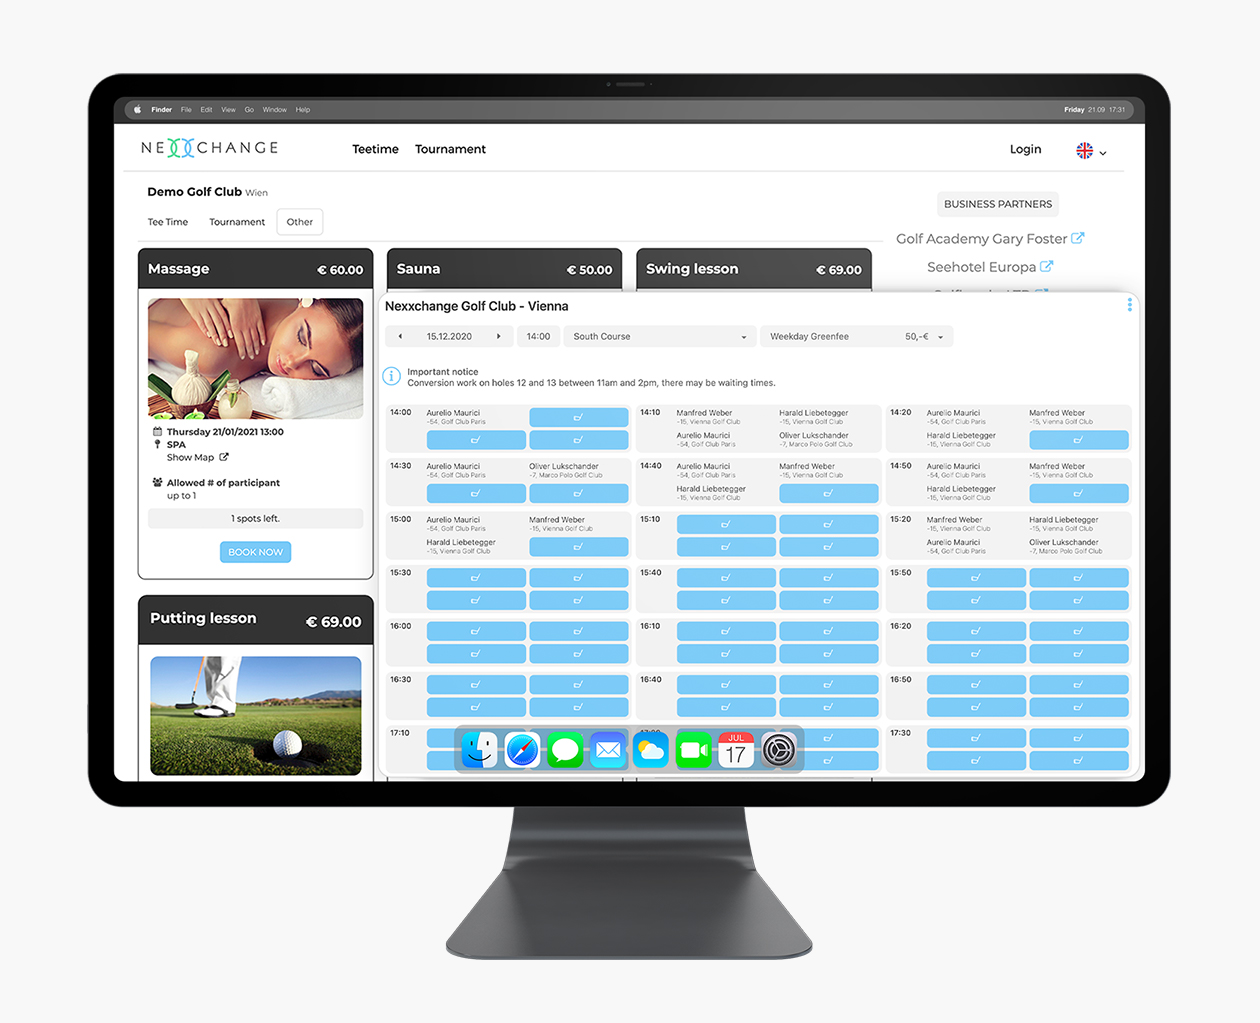 Finder File Edit View Go Window Help
Friday 21.09 17:31
NEXXCHANGE
Teetime Tournament
Login
Demo Golf Club Wien
Tee Time Tournament Other
BUSINESS PARTNERS
Golf Academy Gary Foster
Seehotel Europa
Massage € 60.00
Sauna € 50.00
Swing lesson € 69.00
Thursday 21/01/2021 13:00
SPA
Show Map
Allowed # of participant
up to 1
1 spots left.
BOOK NOW
Putting lesson € 69.00
Nexxchange Golf Club - Vienna
15.12.2020 14:00 South Course Weekday Greenfee 50,-€
Important notice
Conversion work on holes 12 and 13 between 11am and 2pm, there may be waiting times.
14:00 Aurelio Maurici
-54, Golf Club Paris
14:10 Manfred Weber Harald Liebetegger
-15, Vienna Golf Club -15, Vienna Golf Club
Aurelio Maurici Oliver Lukschander
-54, Golf Club Paris -7, Marco Polo Golf Club
14:20 Aurelio Maurici Manfred Weber
-54, Golf Club Paris -15, Vienna Golf Club
Harald Liebetegger
-15, Vienna Golf Club
14:30 Aurelio Maurici Oliver Lukschander
-54, Golf Club Paris -7, Marco Polo Golf Club
14:40 Aurelio Maurici Manfred Weber
-54, Golf Club Paris -15, Vienna Golf Club
Harald Liebetegger
-15, Vienna Golf Club
14:50 Aurelio Maurici Manfred Weber
-54, Golf Club Paris -15, Vienna Golf Club
Harald Liebetegger
-15, Vienna Golf Club
15:00 Aurelio Maurici Manfred Weber
-54, Golf Club Paris -15, Vienna Golf Club
Harald Liebetegger
-15, Vienna Golf Club
15:10
15:20 Manfred Weber Harald Liebetegger
-15, Vienna Golf Club -15, Vienna Golf Club
Aurelio Maurici Oliver Lukschander
-54, Golf Club Paris -7, Marco Polo Golf Club
15:30 15:40 15:50
16:00 16:10 16:20
16:30 16:40 16:50
17:10 17:30
JUL
17